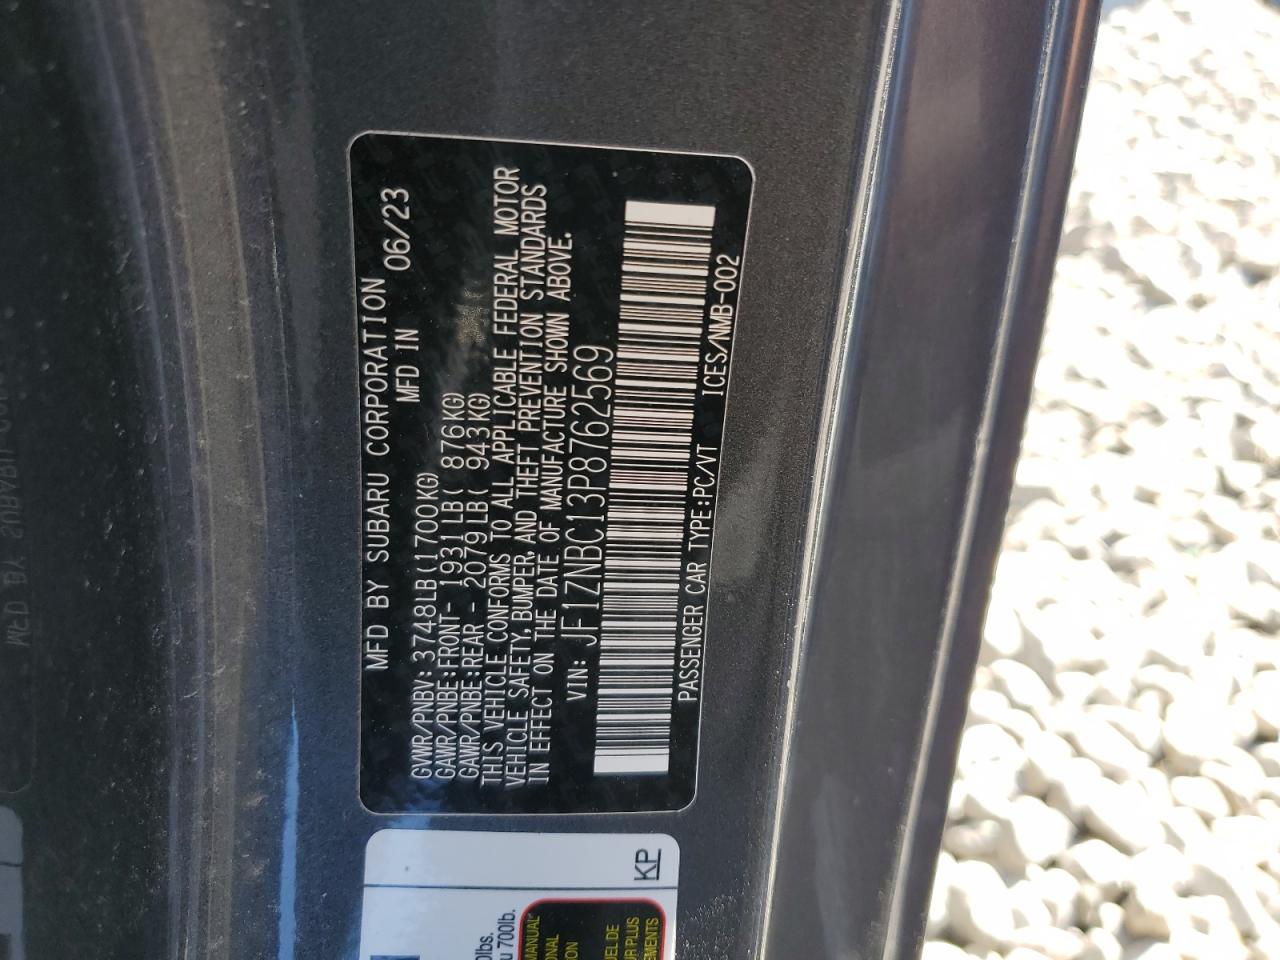 MFD BY SUBARU CORPORATION
MFD IN 06/23
GVWR/PNBV: 3748LB(1700KG)
GAWR/PNBE:FRONT- 1931LB( 876KG)
GAWR/PNBE:REAR - 2079LB( 943KG)
THIS VEHICLE CONFORMS TO ALL APPLICABLE FEDERAL MOTOR
VEHICLE SAFETY, BUMPER, AND THEFT PREVENTION STANDARDS
IN EFFECT ON THE DATE OF MANUFACTURE SHOWN ABOVE.
VIN: JF1ZNBC13P8762569
PASSENGER CAR TYPE:PC/VT ICES/NMB-002
KP
700lb.
MANUAL
PLUS